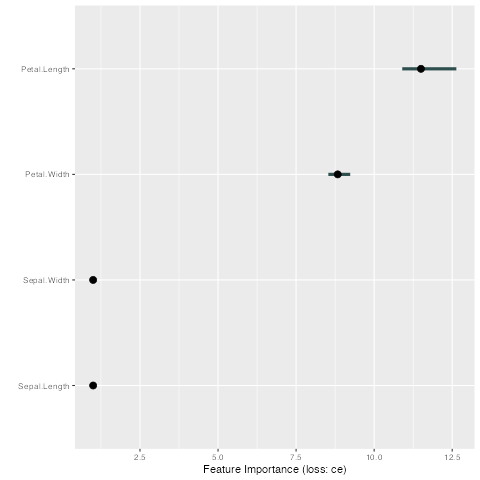 Petal.Length
Petal.Width
Sepal.Width
Sepal.Length
2.5 5.0 7.5 10.0 12.5
Feature Importance (loss: ce)